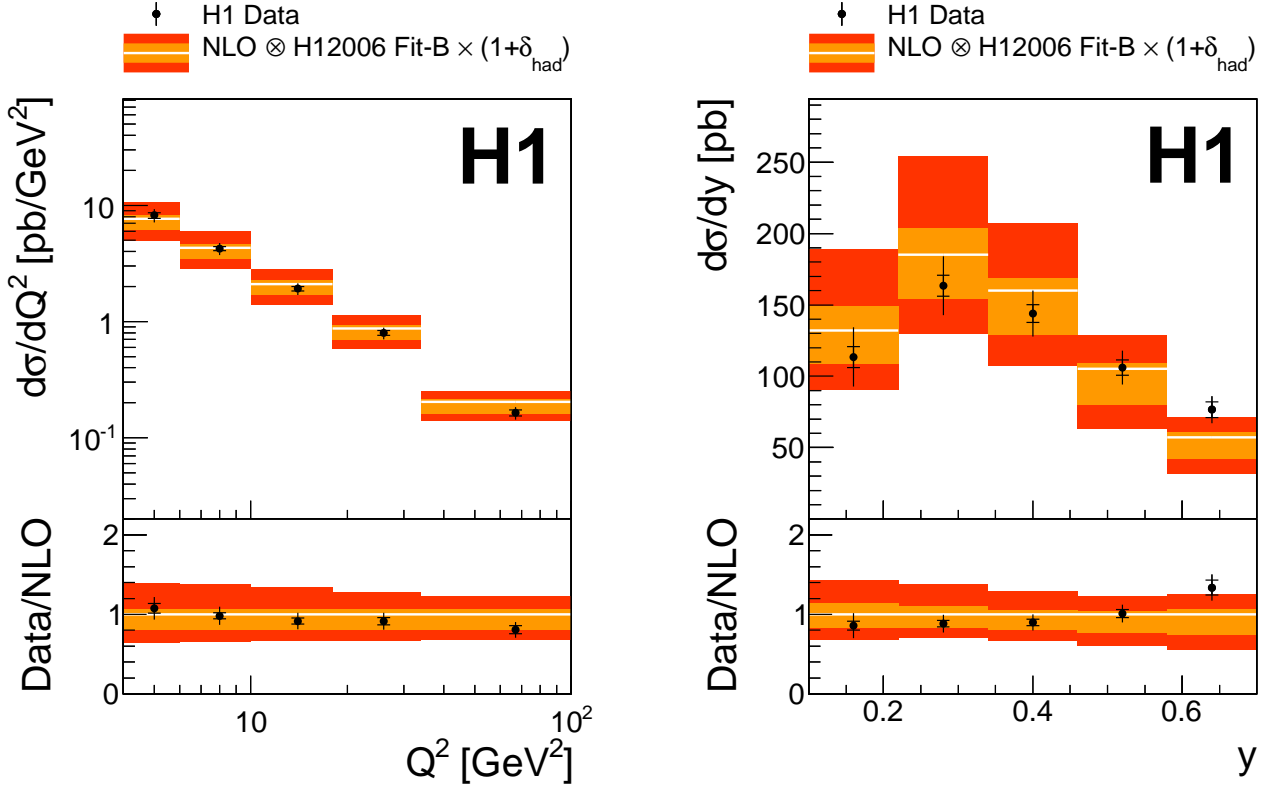 H1 Data
NLO ⊗ H12006 Fit-B × (1+δhad)
dσ/dQ² [pb/GeV²]
H1
10
1
10⁻¹
Data/NLO
2
1
0
10
10²
Q² [GeV²]
H1 Data
NLO ⊗ H12006 Fit-B × (1+δhad)
dσ/dy [pb]
H1
250
200
150
100
50
Data/NLO
2
1
0
0.2
0.4
0.6
y